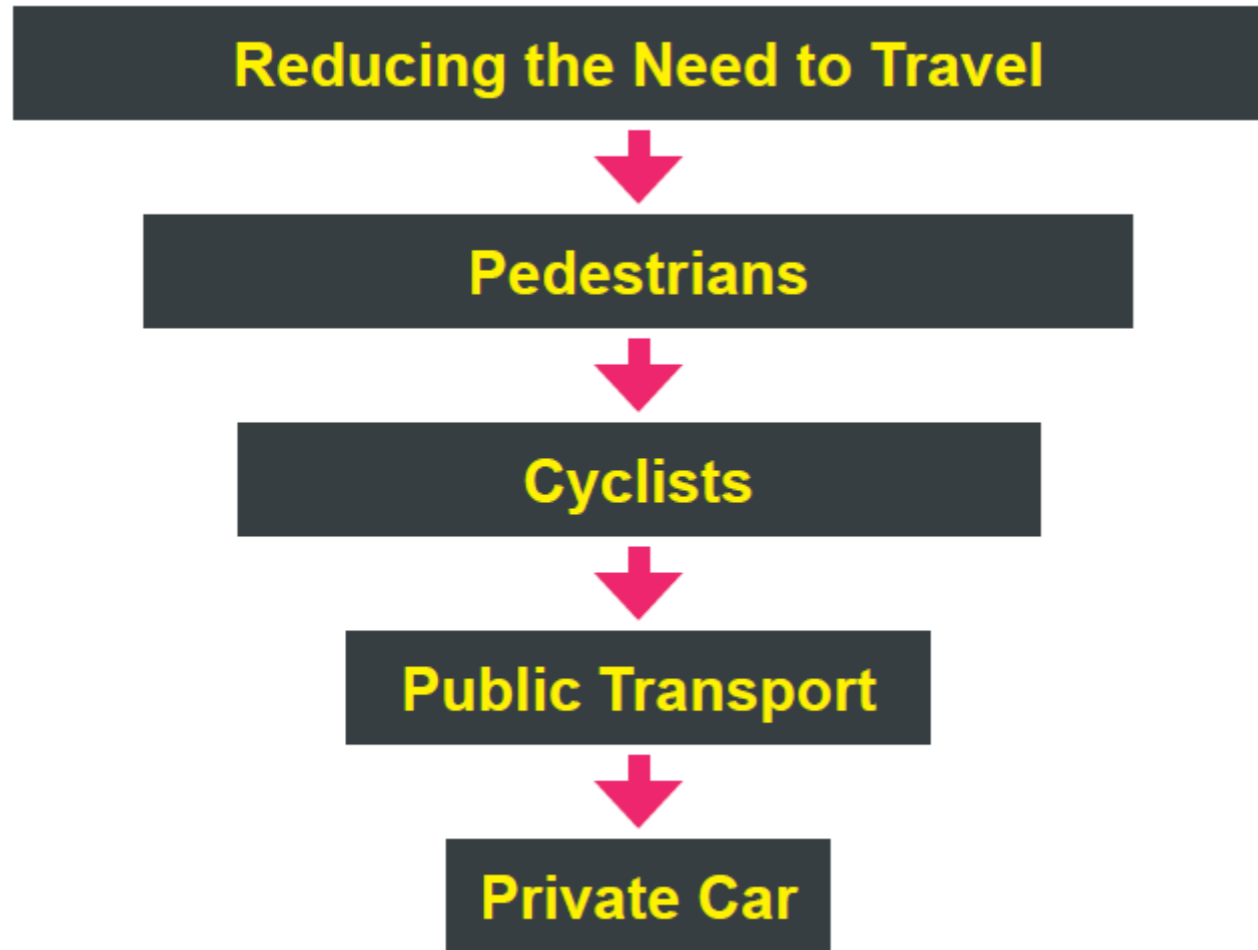 Reducing the Need to Travel
Pedestrians
Cyclists
Public Transport
Private Car